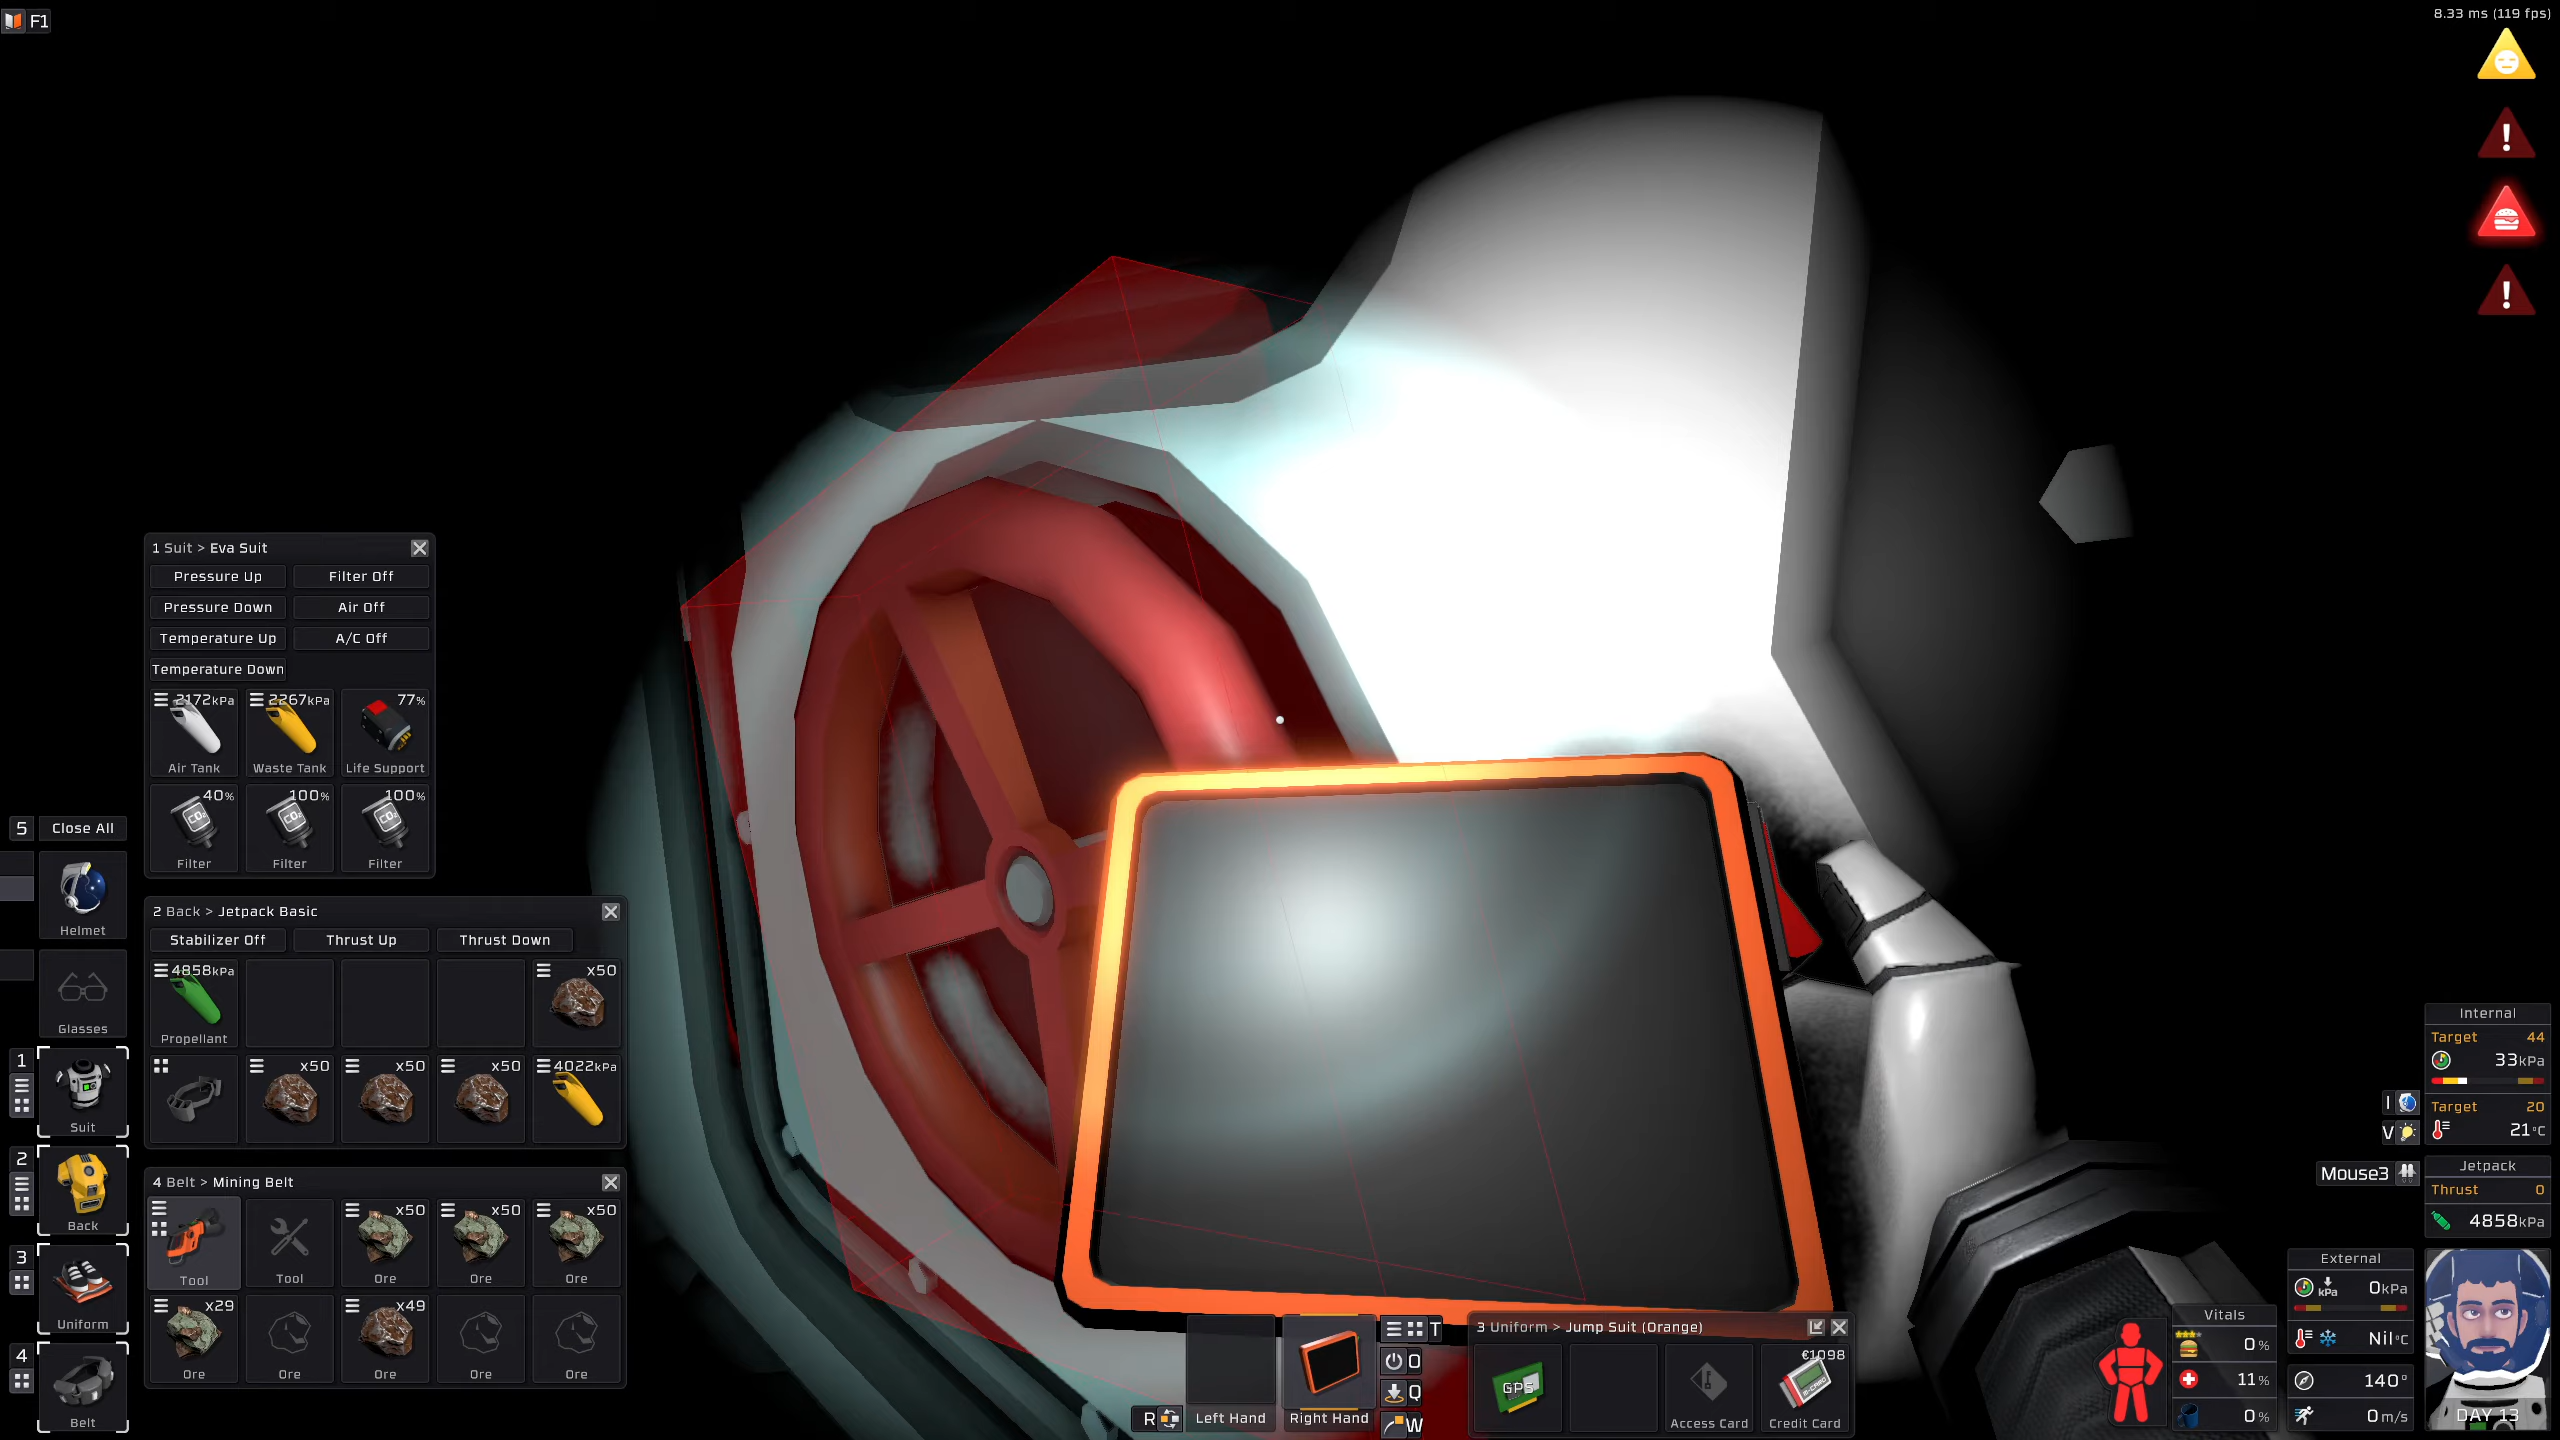 F1
8.33 ms (119 fps)
1 Suit > Eva Suit
Pressure Up
Filter Off
Pressure Down
Air Off
Temperature Up
A/C Off
Temperature Down
2172kPa
2267kPa
77%
Air Tank
Waste Tank
Life Support
40%
100%
100%
CO2
CO2
CO2
Filter
Filter
Filter
5
Close All
Helmet
Glasses
1
Suit
2
Back
3
Uniform
4
Belt
2 Back > Jetpack Basic
Stabilizer Off
Thrust Up
Thrust Down
4858kPa
x50
Propellant
x50
x50
x50
4022kPa
4 Belt > Mining Belt
x50
x50
x50
Tool
Tool
Ore
Ore
Ore
x29
x49
Ore
Ore
Ore
Ore
Ore
R
Left Hand
Right Hand
T
O
Q
W
3 Uniform > Jump Suit (Orange)
GPS
€1098
Access Card
Credit Card
Internal
Target 44
33kPa
Target 20
21°C
I
V
Mouse3
Jetpack
Thrust 0
4858kPa
External
kPa
0kPa
Nil°C
140°
0m/s
Vitals
0%
11%
0%
DAY 13